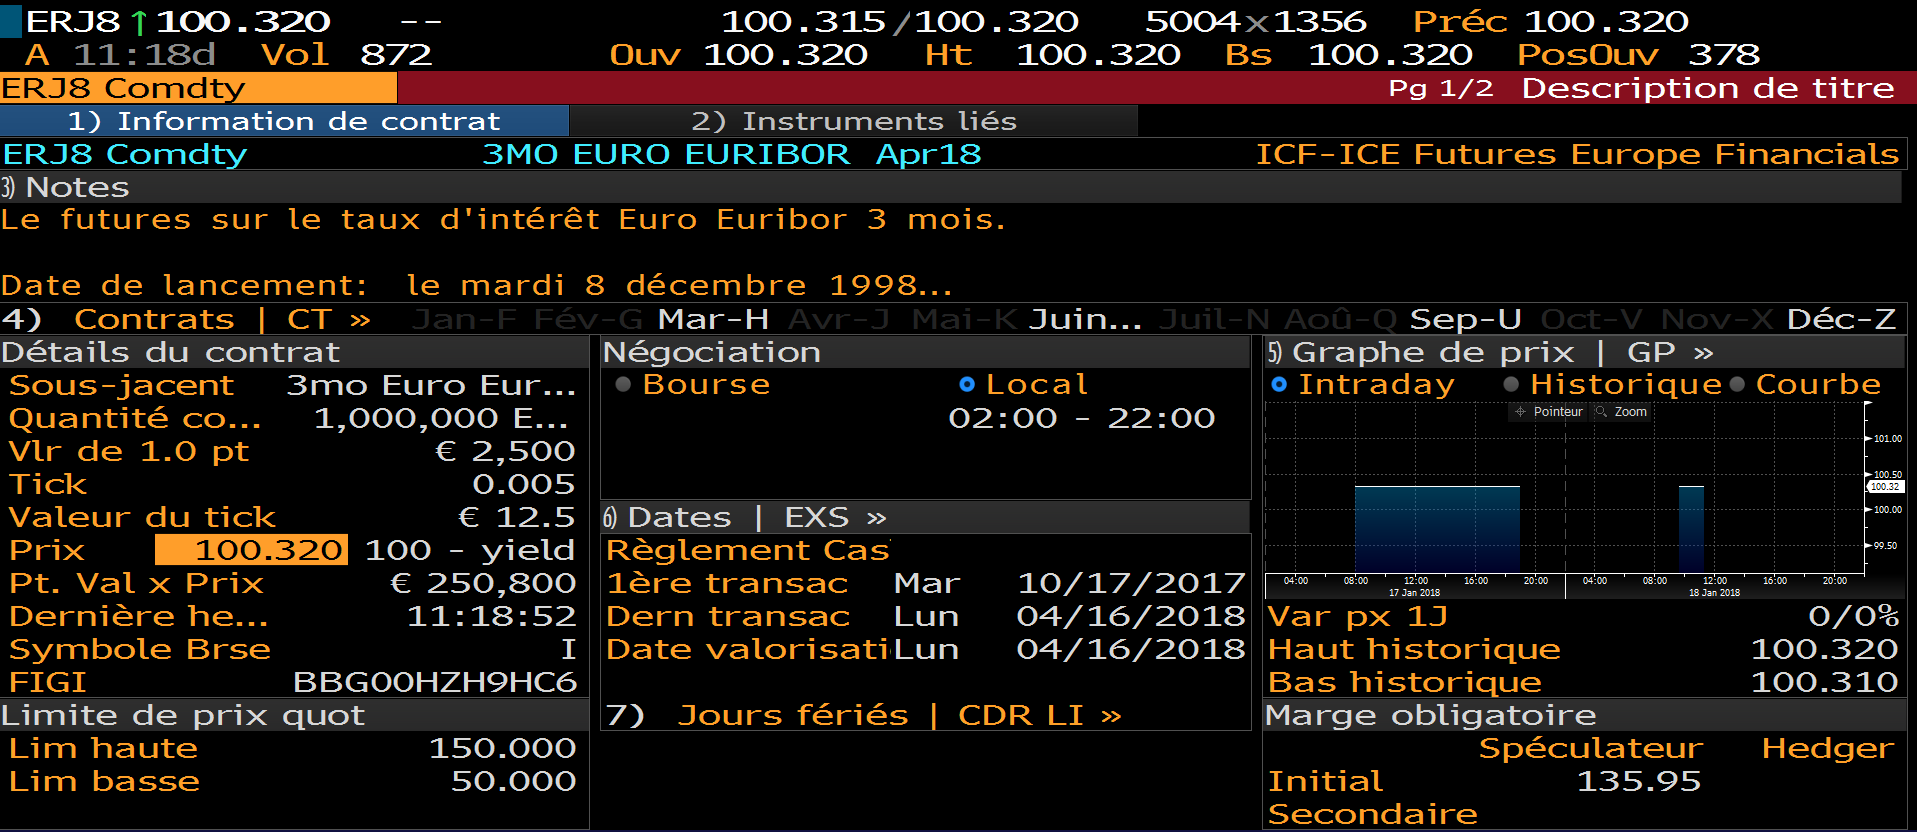 ERJ8 ↑100.320 -- 100.315/100.320 5004x1356 Préc 100.320
A 11:18d Vol 872 Ouv 100.320 Ht 100.320 Bs 100.320 PosOuv 378
ERJ8 Comdty Pg 1/2 Description de titre
1) Information de contrat 2) Instruments liés
ERJ8 Comdty 3MO EURO EURIBOR Apr18 ICF-ICE Futures Europe Financials
3) Notes
Le futures sur le taux d'intérêt Euro Euribor 3 mois.
Date de lancement: le mardi 8 décembre 1998...
4) Contrats | CT » Jan-F Fév-G Mar-H Avr-J Mai-K Juin... Juil-N Aoû-Q Sep-U Oct-V Nov-X Déc-Z
Détails du contrat
Sous-jacent 3mo Euro Eur...
Quantité co... 1,000,000 E...
Vlr de 1.0 pt € 2,500
Tick 0.005
Valeur du tick € 12.5
Prix 100.320 100 - yield
Pt. Val x Prix € 250,800
Dernière he... 11:18:52
Symbole Brse I
FIGI BBG00HZH9HC6
Limite de prix quot
Lim haute 150.000
Lim basse 50.000
Négociation
Bourse Local
02:00 - 22:00
6) Dates | EXS »
Règlement Cas
1ère transac Mar 10/17/2017
Dern transac Lun 04/16/2018
Date valorisati Lun 04/16/2018
7) Jours fériés | CDR LI »
5) Graphe de prix | GP »
Intraday Historique Courbe
Pointeur Zoom
101.00
100.50
100.32
100.00
99.50
04:00 08:00 12:00 16:00 20:00 04:00 08:00 12:00 16:00 20:00
17 Jan 2018 18 Jan 2018
Var px 1J 0/0%
Haut historique 100.320
Bas historique 100.310
Marge obligatoire
Spéculateur Hedger
Initial 135.95
Secondaire